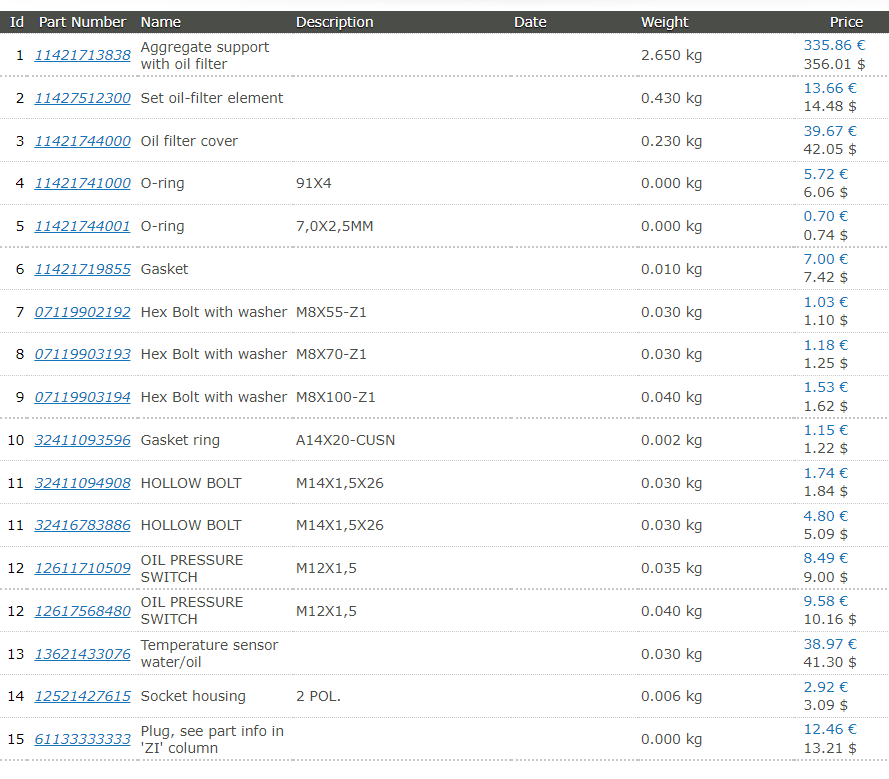 Id Part Number Name Description Date Weight Price
1 11421713838 Aggregate support with oil filter 2.650 kg 335.86 € 356.01 $
2 11427512300 Set oil-filter element 0.430 kg 13.66 € 14.48 $
3 11421744000 Oil filter cover 0.230 kg 39.67 € 42.05 $
4 11421741000 O-ring 91X4 0.000 kg 5.72 € 6.06 $
5 11421744001 O-ring 7,0X2,5MM 0.000 kg 0.70 € 0.74 $
6 11421719855 Gasket 0.010 kg 7.00 € 7.42 $
7 07119902192 Hex Bolt with washer M8X55-Z1 0.030 kg 1.03 € 1.10 $
8 07119903193 Hex Bolt with washer M8X70-Z1 0.030 kg 1.18 € 1.25 $
9 07119903194 Hex Bolt with washer M8X100-Z1 0.040 kg 1.53 € 1.62 $
10 32411093596 Gasket ring A14X20-CUSN 0.002 kg 1.15 € 1.22 $
11 32411094908 HOLLOW BOLT M14X1,5X26 0.030 kg 1.74 € 1.84 $
11 32416783886 HOLLOW BOLT M14X1,5X26 0.030 kg 4.80 € 5.09 $
12 12611710509 OIL PRESSURE SWITCH M12X1,5 0.035 kg 8.49 € 9.00 $
12 12617568480 OIL PRESSURE SWITCH M12X1,5 0.040 kg 9.58 € 10.16 $
13 13621433076 Temperature sensor water/oil 0.030 kg 38.97 € 41.30 $
14 12521427615 Socket housing 2 POL. 0.006 kg 2.92 € 3.09 $
15 61133333333 Plug, see part info in 'ZI' column 0.000 kg 12.46 € 13.21 $